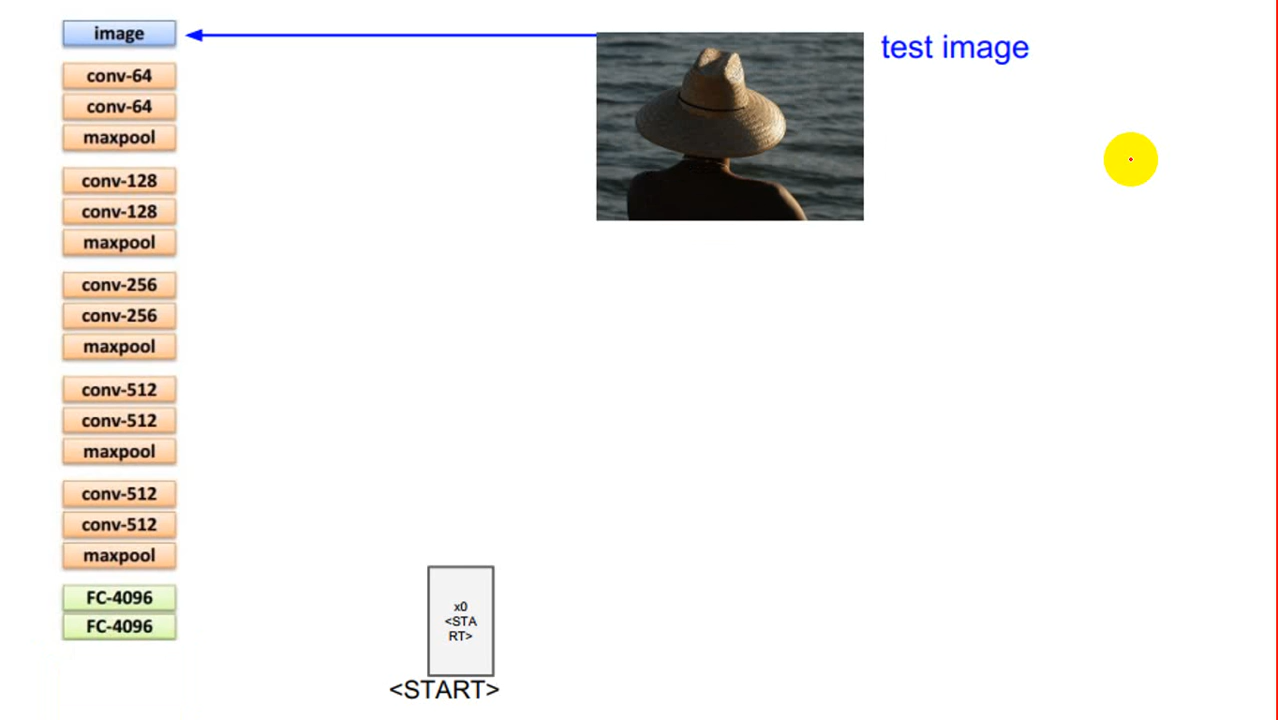 image
conv-64
conv-64
maxpool
conv-128
conv-128
maxpool
conv-256
conv-256
maxpool
conv-512
conv-512
maxpool
conv-512
conv-512
maxpool
FC-4096
FC-4096
test image
x0
<STA
RT>
<START>